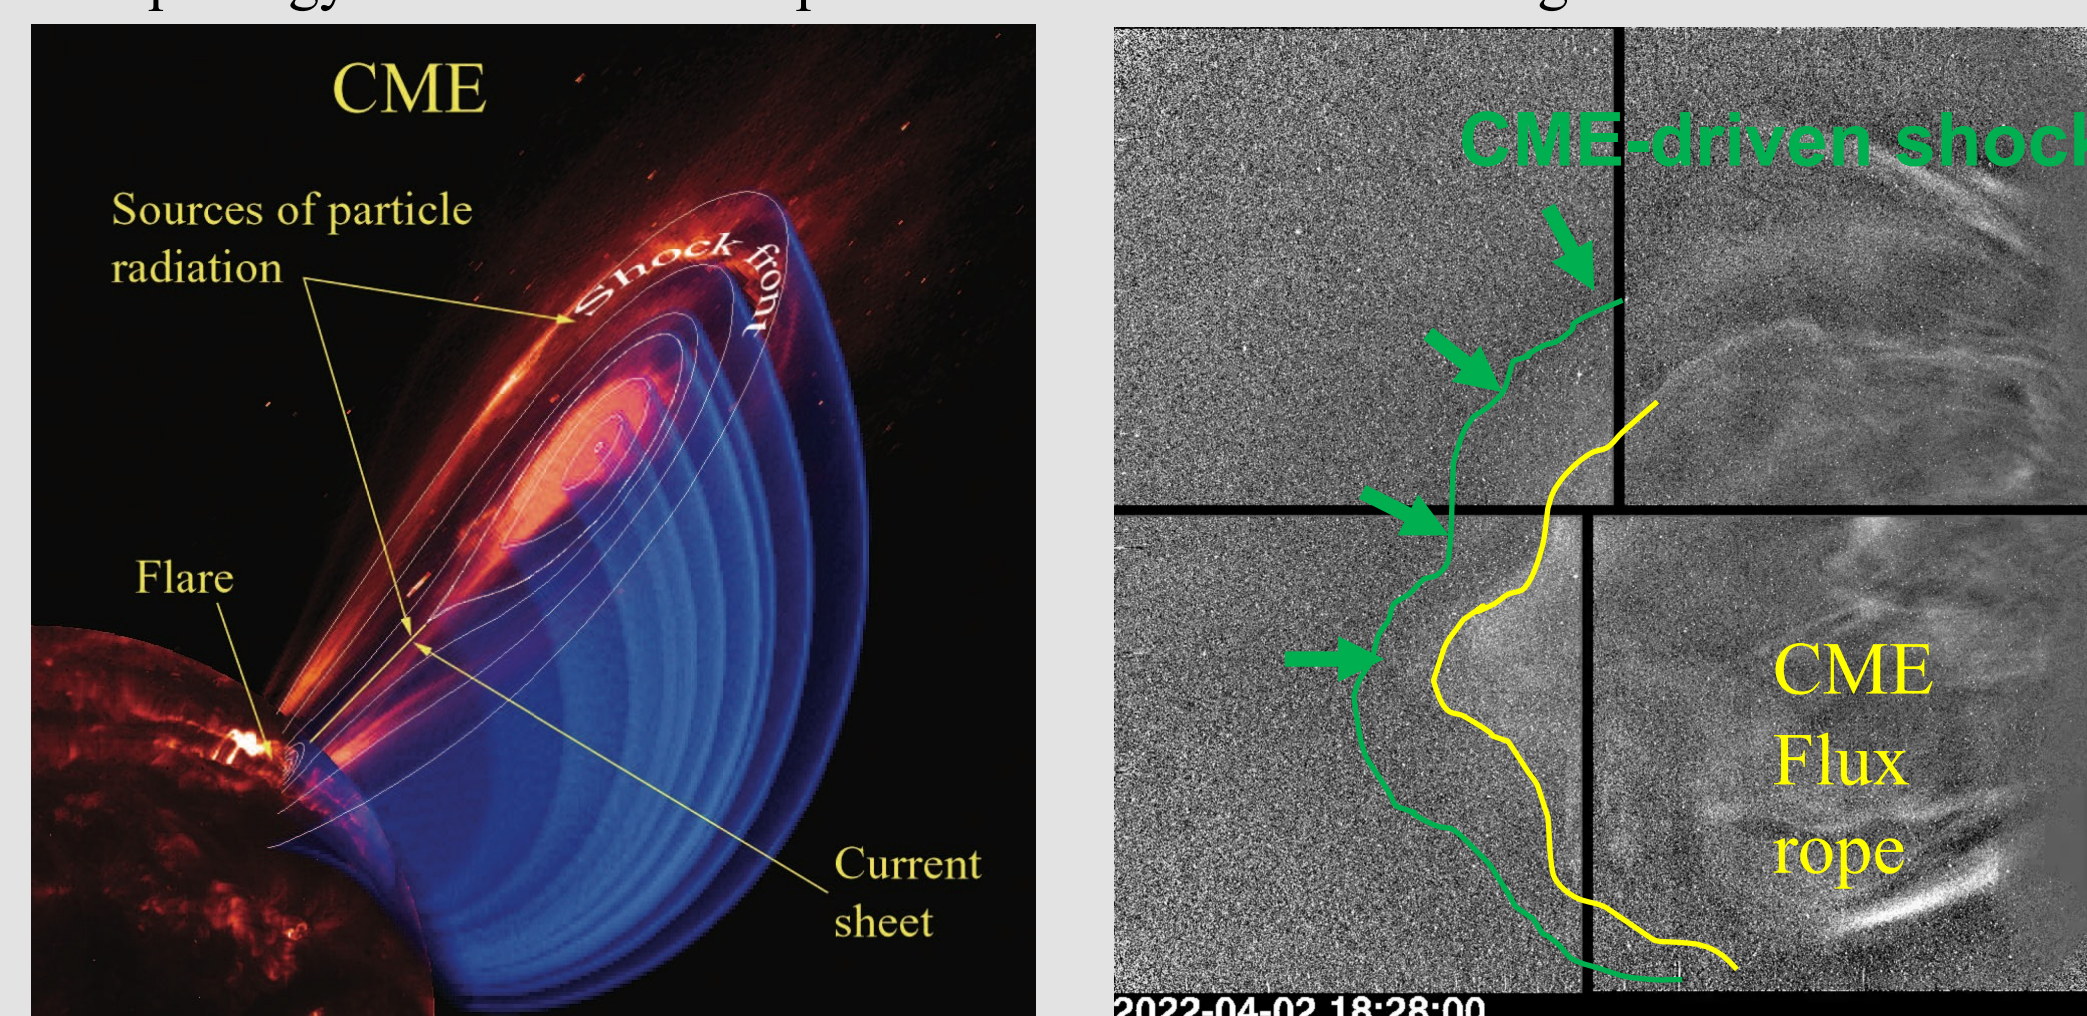 CME
Sources of particle
radiation
Shock front
Flare
Current
sheet
CME-driven shock
CME
Flux
rope
2022-04-02 18:28:00